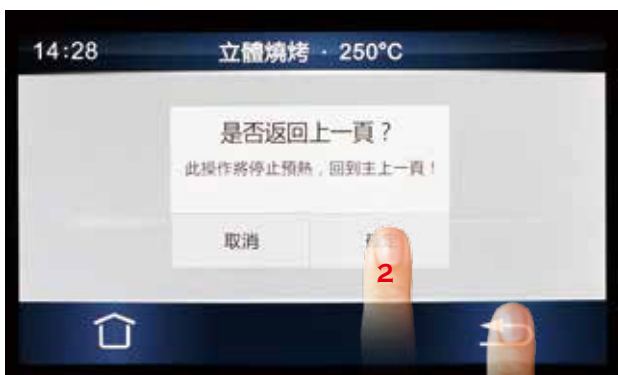 14:28
立體燒烤 · 250°C
是否返回上一頁?
此操作將停止預熱,回到主上一頁!
取消
2